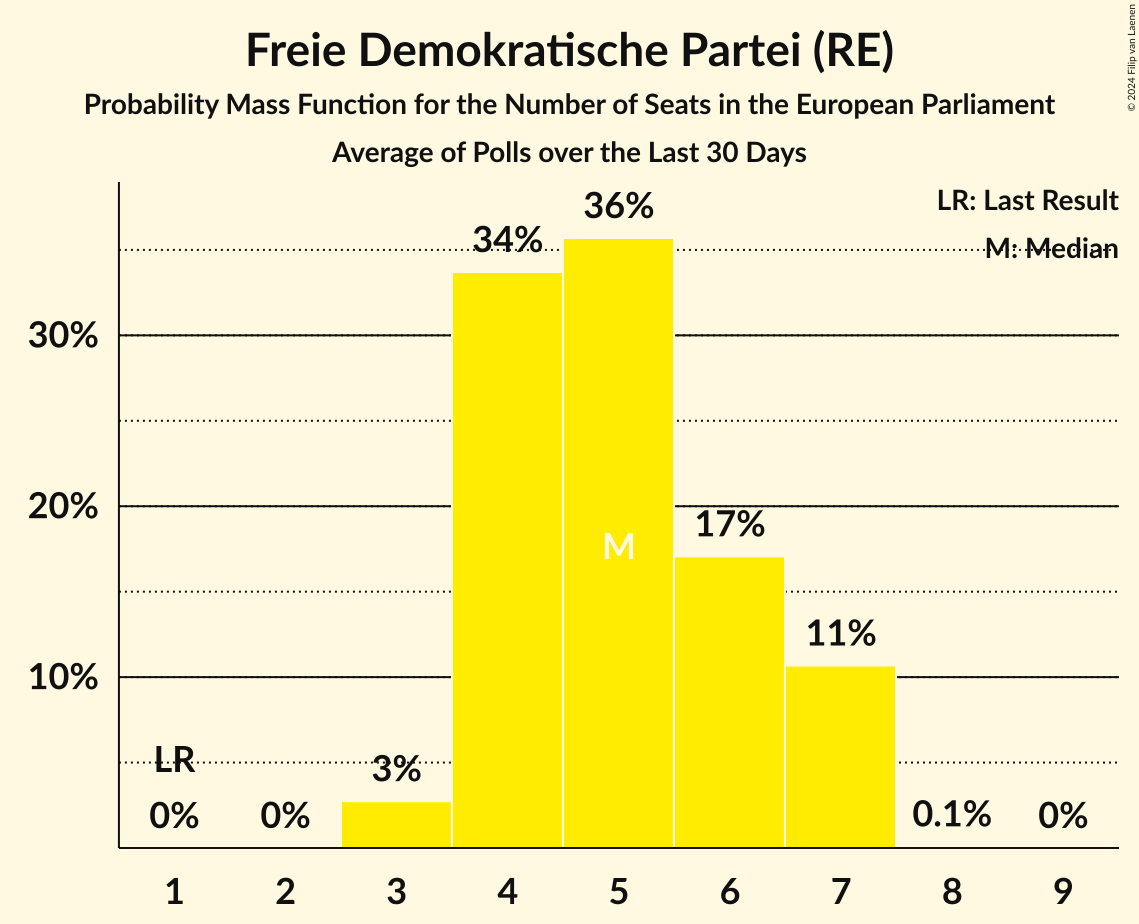 Freie Demokratische Partei (RE)
Probability Mass Function for the Number of Seats in the European Parliament
Average of Polls over the Last 30 Days
© 2024 Filip van Laenen
LR: Last Result
M: Median
36%
34%
30%
20%
17%
M
11%
10%
LR
3%
0%
0%
0.1%
0%
1 2 3 4 5 6 7 8 9